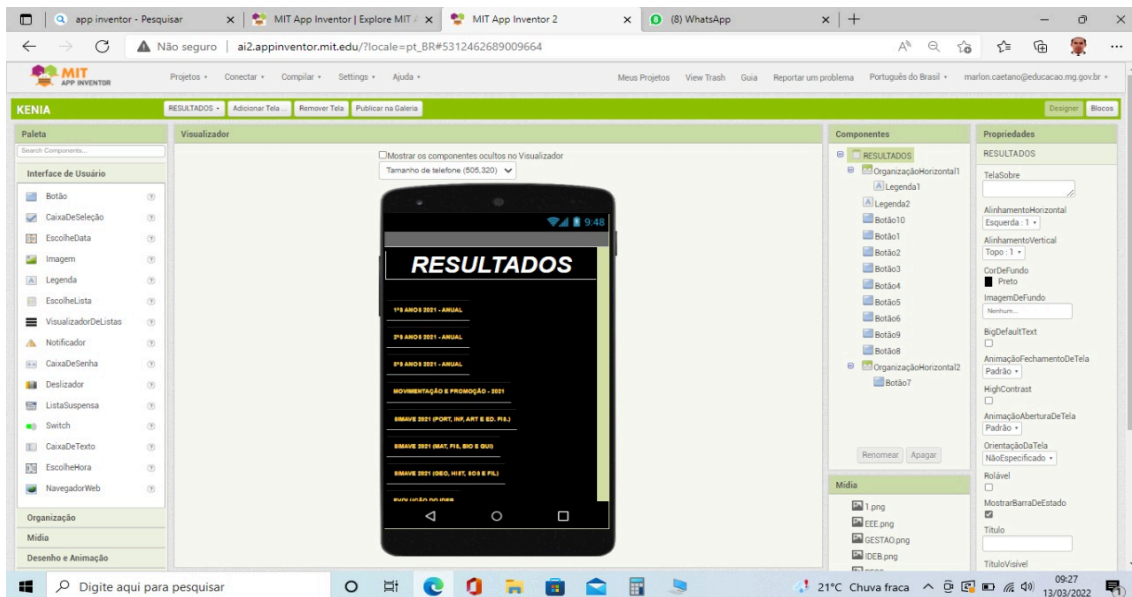 app inventor - Pesquisar
MIT App Inventor | Explore MIT A
MIT App Inventor 2
(8) WhatsApp
Não seguro | ai2.appinventor.mit.edu/?locale=pt_BR#5312462689009664
MIT
APP INVENTOR
Projetos Conectar Compilar Settings Ajuda
Meus Projetos View Trash Guia Reportar um problema Português do Brasil marlon.caetano@educacao.mg.gov.br
KENIA
RESULTADOS Adicionar Tela ... Remover Tela Publicar na Galeria
Designer Blocos
Paleta
Search Components...
Interface de Usuário
Botão
CaixaDeSeleção
EscolheData
Imagem
Legenda
EscolheLista
VisualizadorDeListas
Notificador
CaixaDeSenha
Deslizador
ListaSuspensa
Switch
CaixaDeTexto
EscolheHora
NavegadorWeb
Organização
Mídia
Desenho e Animação
Visualizador
Mostrar os componentes ocultos no Visualizador
Tamanho de telefone (505,320)
9:48
RESULTADOS
1ºS ANOS 2021 - ANUAL
2ºS ANOS 2021 - ANUAL
3ºS ANOS 2021 - ANUAL
MOVIMENTAÇÃO E PROMOÇÃO - 2021
SIMAVE 2021 (PORT, INF, ART E ED. FIS.)
SIMAVE 2021 (MAT, FIS, BIO E QUI)
SIMAVE 2021 (GEO, HIST, SOS E FIL)
EVOLUÇÃO DO IDEB
Componentes
RESULTADOS
OrganizaçãoHorizontal1
Legenda1
Legenda2
Botão10
Botão1
Botão2
Botão3
Botão4
Botão5
Botão6
Botão9
Botão8
OrganizaçãoHorizontal2
Botão7
Renomear Apagar
Mídia
1.png
EEE.png
GESTAO.png
IDEB.png
Propriedades
RESULTADOS
TelaSobre
AlinhamentoHorizontal
Esquerda : 1
AlinhamentoVertical
Topo : 1
CorDeFundo
Preto
ImagemDeFundo
Nenhum...
BigDefaultText
AnimaçãoFechamentoDeTela
Padrão
HighContrast
AnimaçãoAberturaDeTela
Padrão
OrientaçãoDaTela
NãoEspecificado
Rolável
MostrarBarraDeEstado
Título
TituloVisivel
Digite aqui para pesquisar
21°C Chuva fraca
09:27
13/03/2022